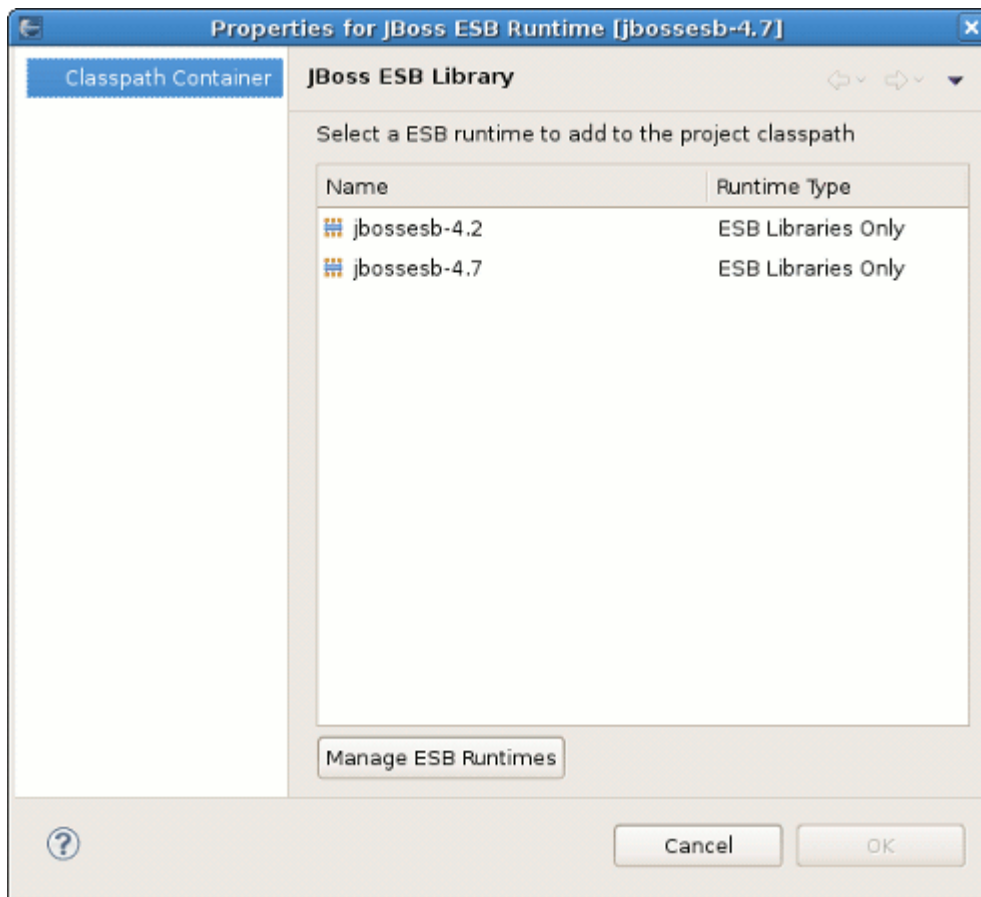 Properties for JBoss ESB Runtime [jbossesb-4.7]
Classpath Container
JBoss ESB Library
Select a ESB runtime to add to the project classpath
Name Runtime Type
jbossesb-4.2 ESB Libraries Only
jbossesb-4.7 ESB Libraries Only
Manage ESB Runtimes
? Cancel OK